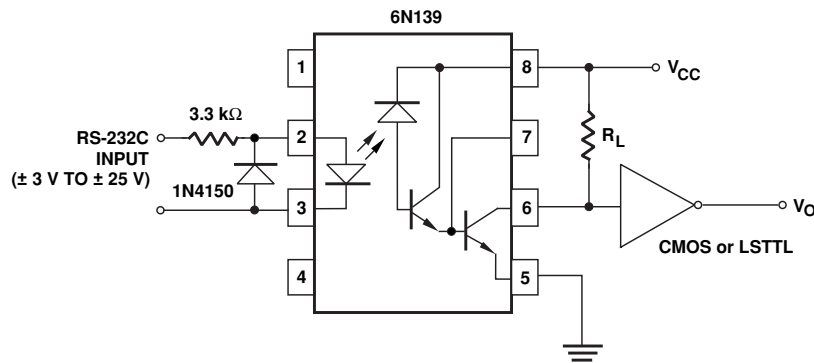 6N139
1
2
3
4
8
7
6
5
3.3 kΩ
RS-232C
INPUT
(± 3 V TO ± 25 V)
1N4150
V_CC
R_L
V_O
CMOS or LSTTL